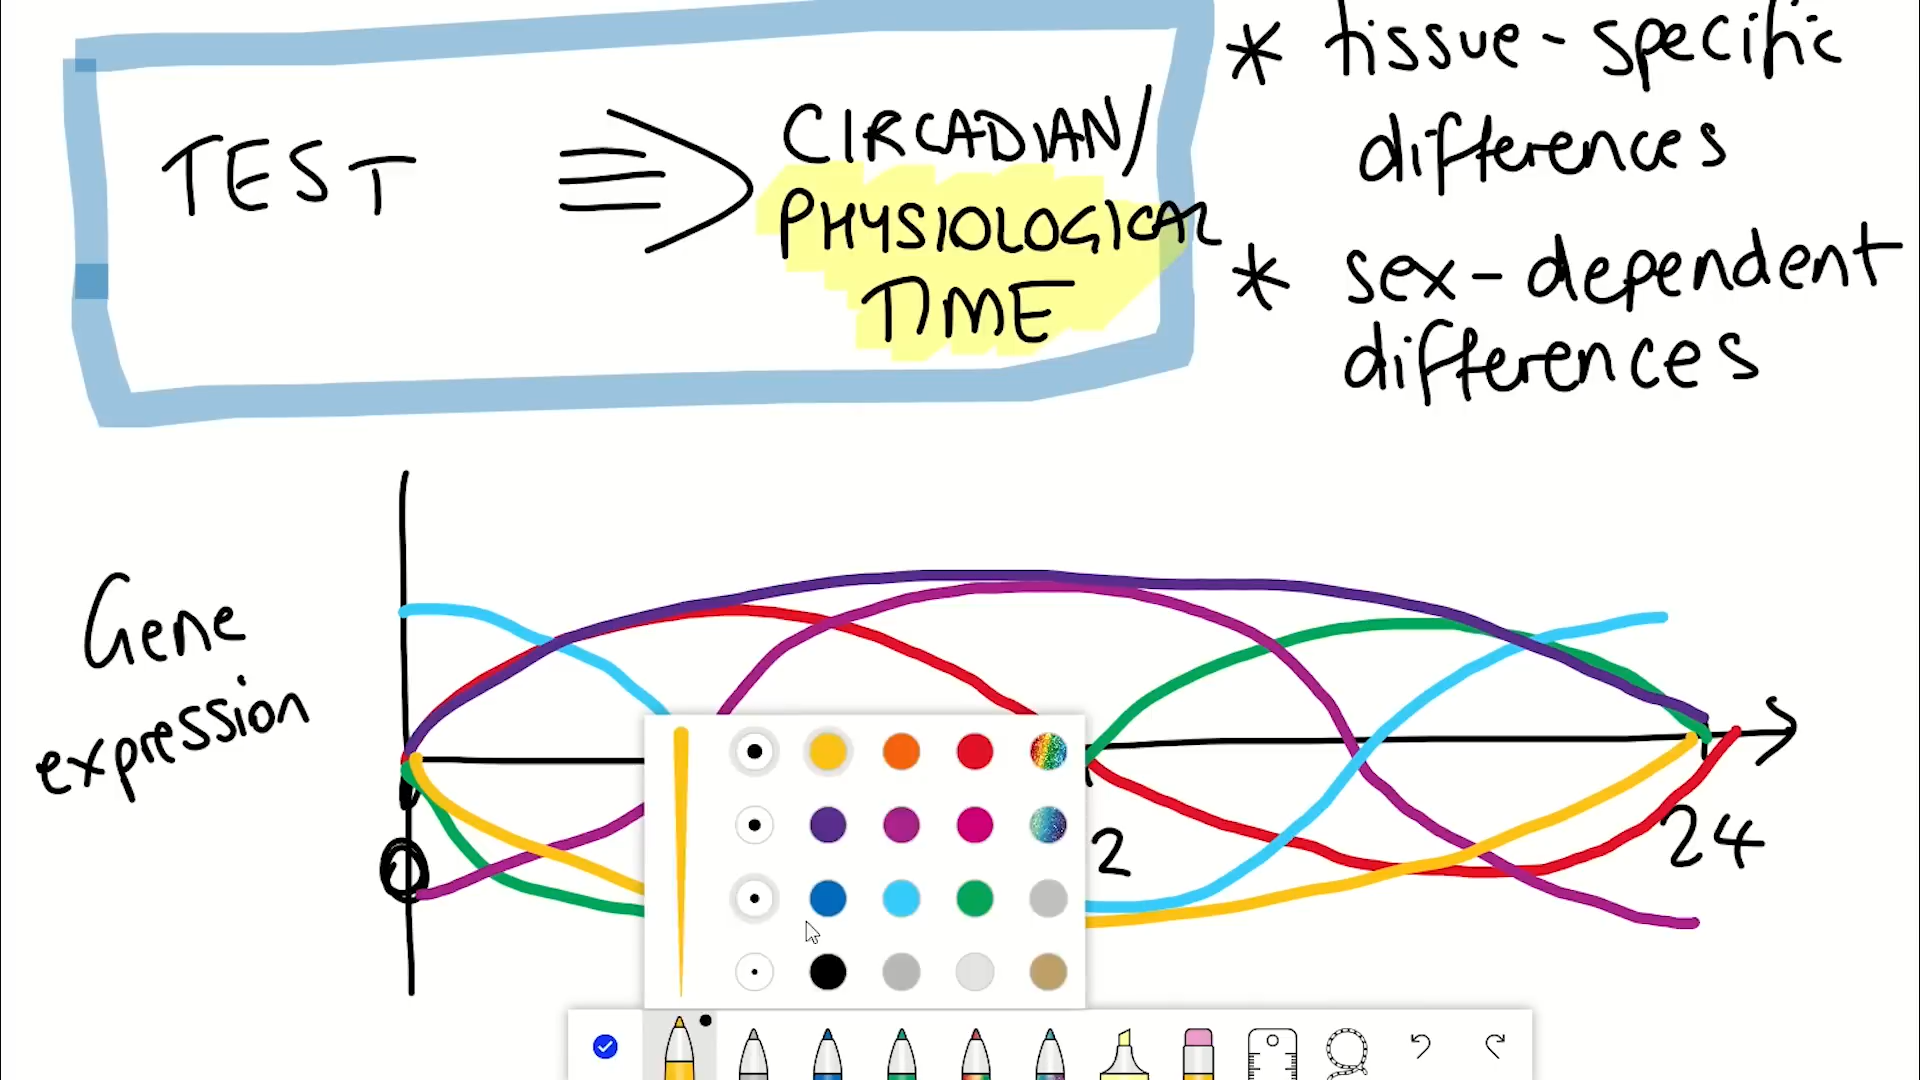 TEST ≡> CIRCADIAN/
PHYSIOLOGICAL
TIME
* tissue-specific
differences
* sex-dependent
differences
Gene
expression
0
2
24